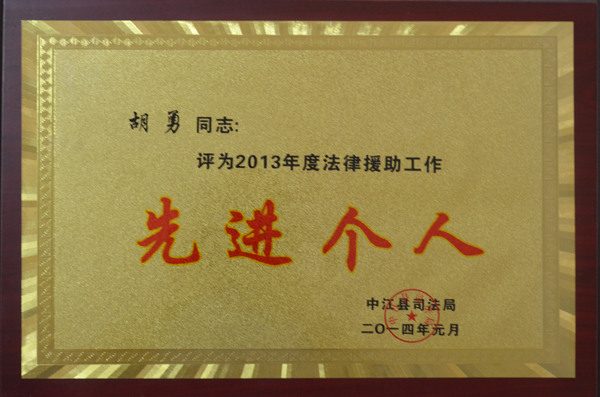 胡勇同志:
评为2013年度法律援助工作
先进个人
中江县司法局
二〇一四年元月